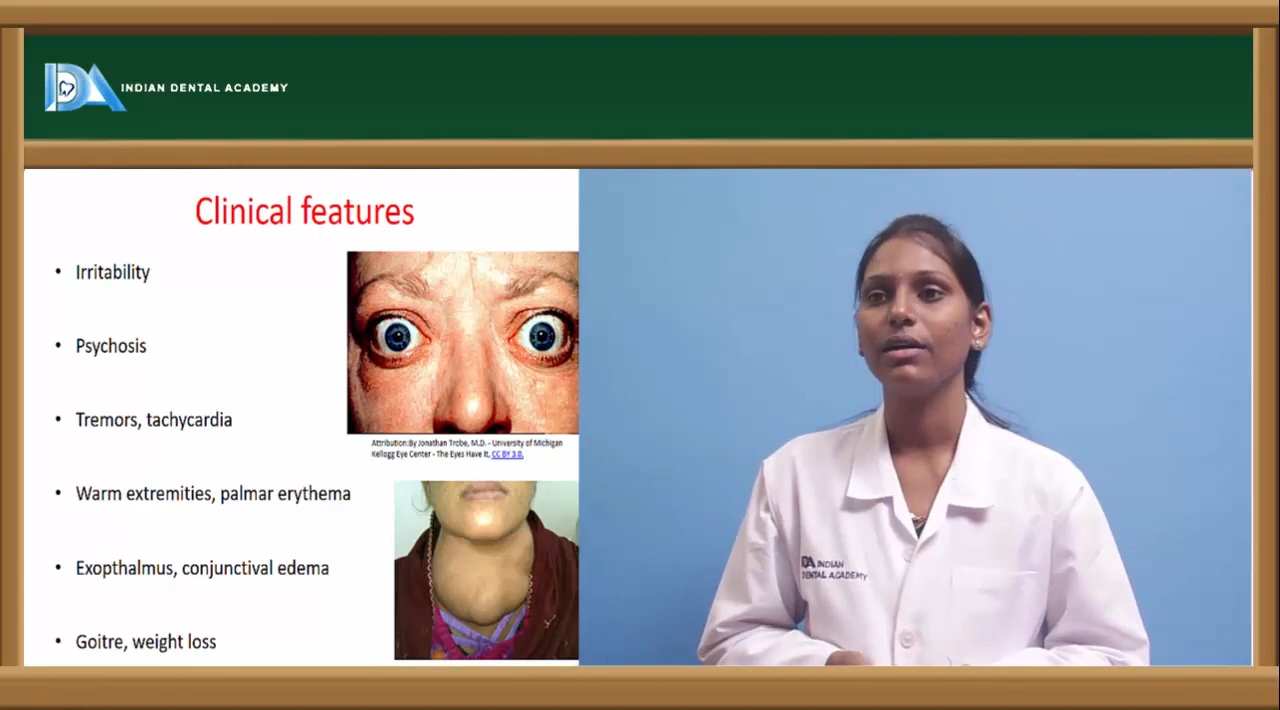 INDIAN DENTAL ACADEMY
Clinical features
• Irritability
• Psychosis
• Tremors, tachycardia
• Warm extremities, palmar erythema
• Exopthalmus, conjunctival edema
• Goitre, weight loss
Attribution:By Jonathan Trobe, M.D. - University of Michigan
Kellogg Eye Center - The Eyes Have It, CC BY 3.0,
DA INDIAN
DENTAL ACADEMY